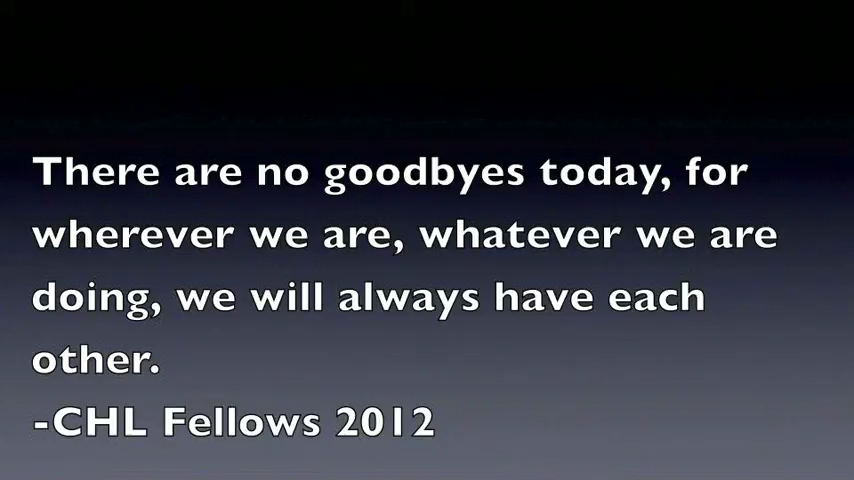 There are no goodbyes today, for
wherever we are, whatever we are
doing, we will always have each
other.
-CHL Fellows 2012